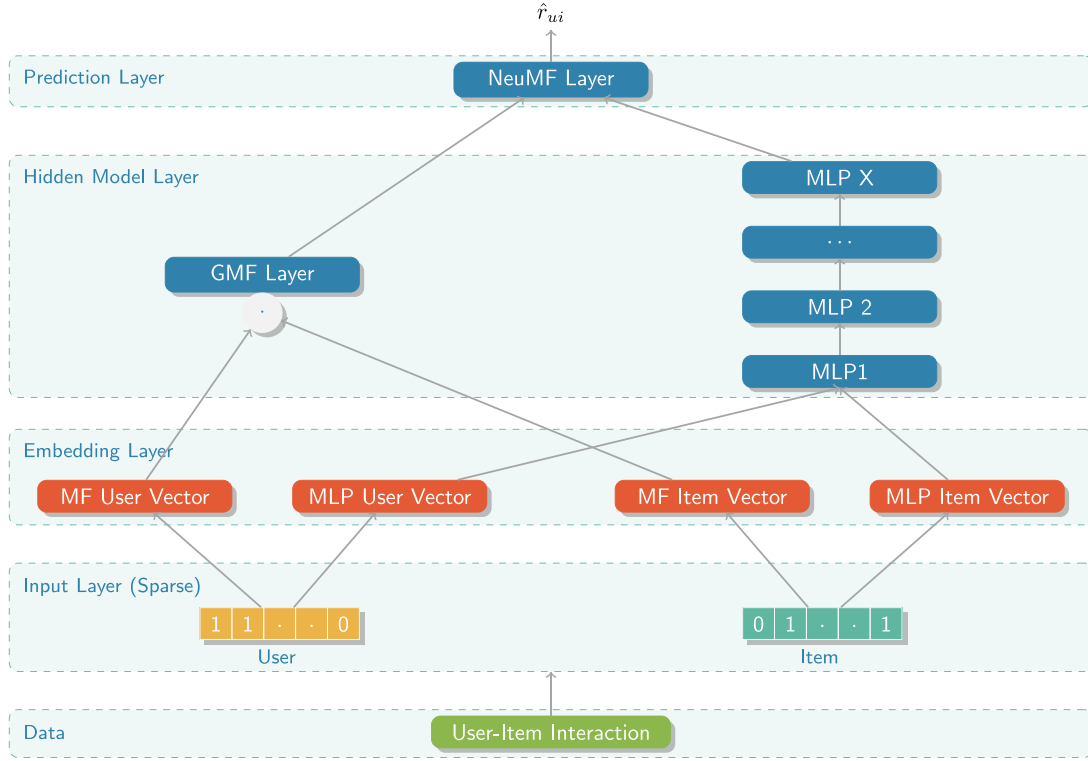 r̂ui
Prediction Layer
NeuMF Layer
Hidden Model Layer
MLP X
· · ·
GMF Layer
·
MLP 2
MLP1
Embedding Layer
MF User Vector
MLP User Vector
MF Item Vector
MLP Item Vector
Input Layer (Sparse)
1 1 · · 0
0 1 · · 1
User
Item
Data
User-Item Interaction